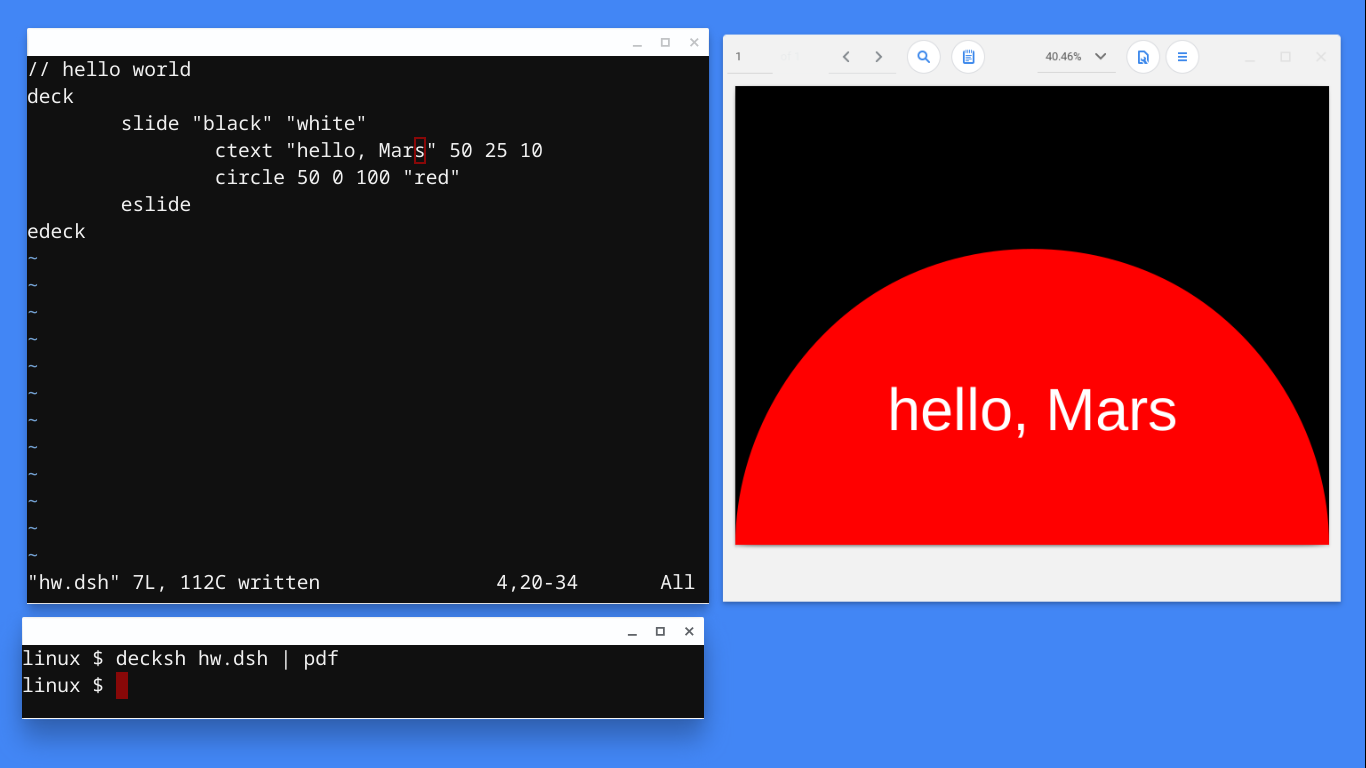 // hello world
deck
        slide "black" "white"
                ctext "hello, Mars" 50 25 10
                circle 50 0 100 "red"
        eslide
edeck
~
~
~
~
~
~
~
~
~
~
~
~
"hw.dsh" 7L, 112C written 4,20-34 All
linux $ decksh hw.dsh | pdf
linux $
1 40.46%
hello, Mars